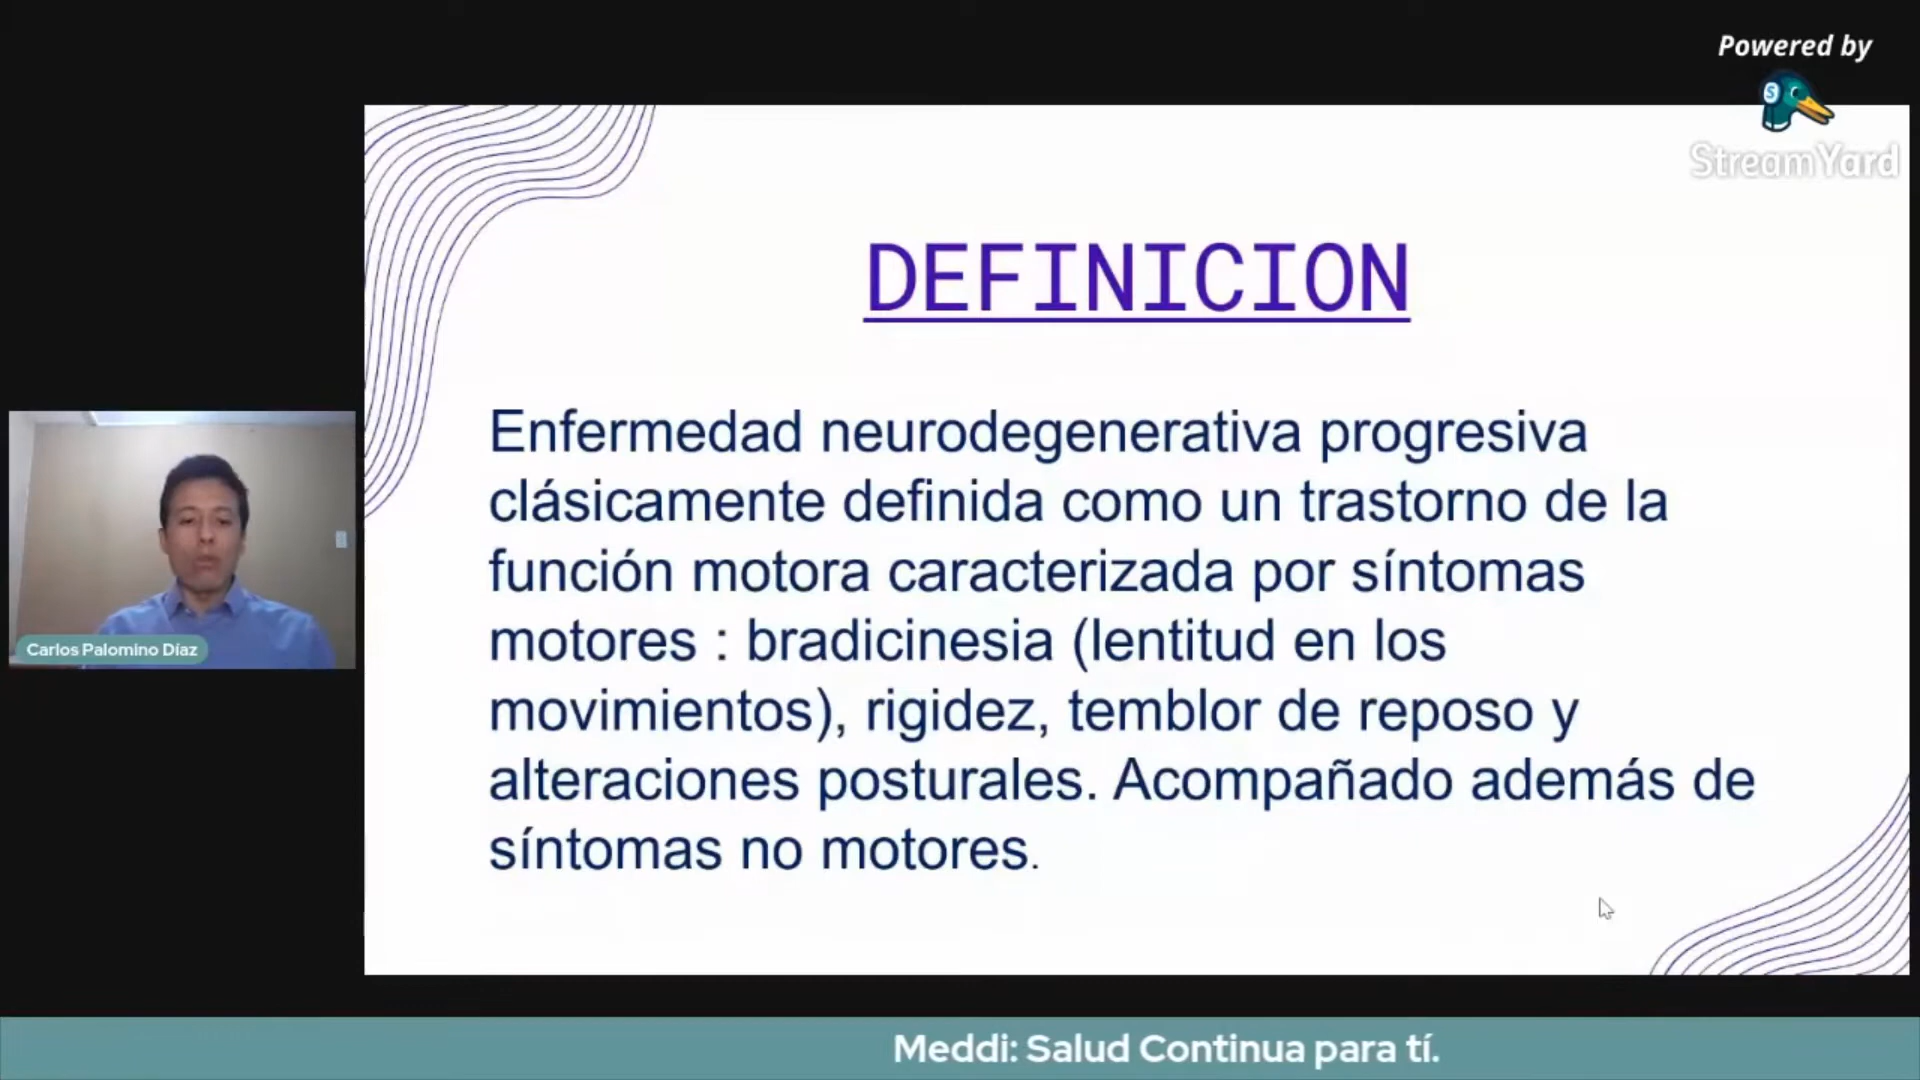 Powered by
StreamYard
DEFINICION
Enfermedad neurodegenerativa progresiva
clásicamente definida como un trastorno de la
función motora caracterizada por síntomas
motores : bradicinesia (lentitud en los
movimientos), rigidez, temblor de reposo y
alteraciones posturales. Acompañado además de
síntomas no motores.
Carlos Palomino Díaz
Meddi: Salud Continua para tí.